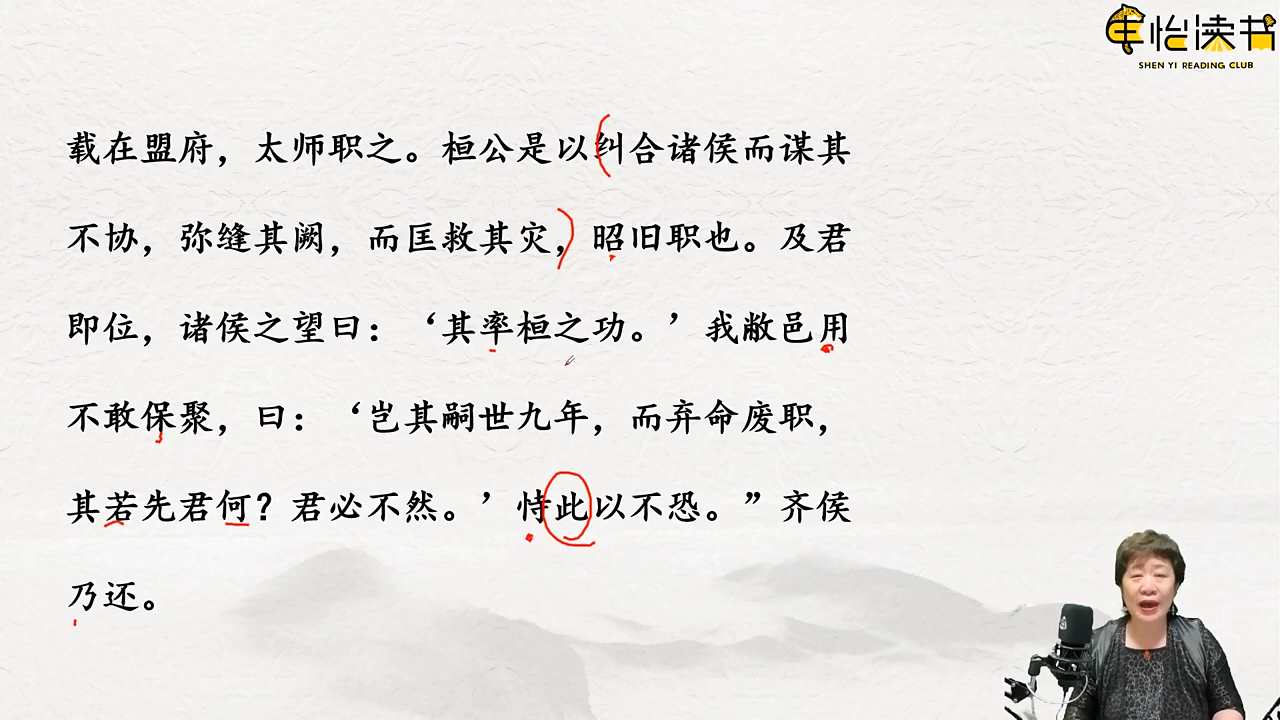 申怡读书
SHEN YI READING CLUB
载在盟府，太师职之。桓公是以纠合诸侯而谋其
不协，弥缝其阙，而匡救其灾，昭旧职也。及君
即位，诸侯之望曰：‘其率桓之功。’我敝邑用
不敢保聚，曰：‘岂其嗣世九年，而弃命废职，
其若先君何？君必不然。’恃此以不恐。”齐侯
乃还。